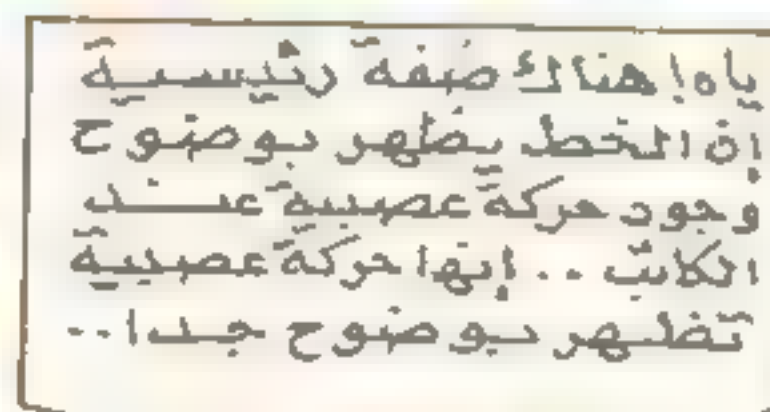 ياه! هناك صفة رئيسية
إن الخط يظهر بوضوح
وجود حركة عصبية عند
الكاتب .. إنها حركة عصبية
تظهر بوضوح جدا ..